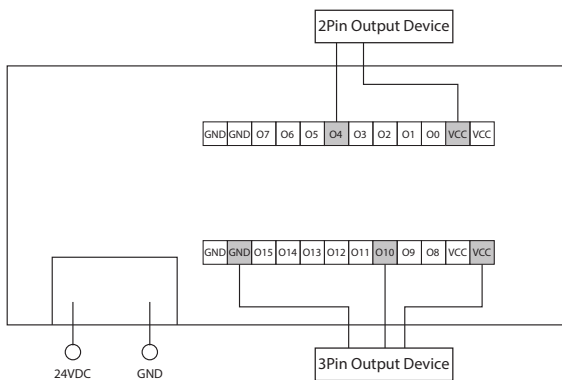 2Pin Output Device
GND GND O7 O6 O5 O4 O3 O2 O1 O0 VCC VCC
GND GND O15 O14 O13 O12 O11 O10 O9 O8 VCC VCC
24VDC GND
3Pin Output Device